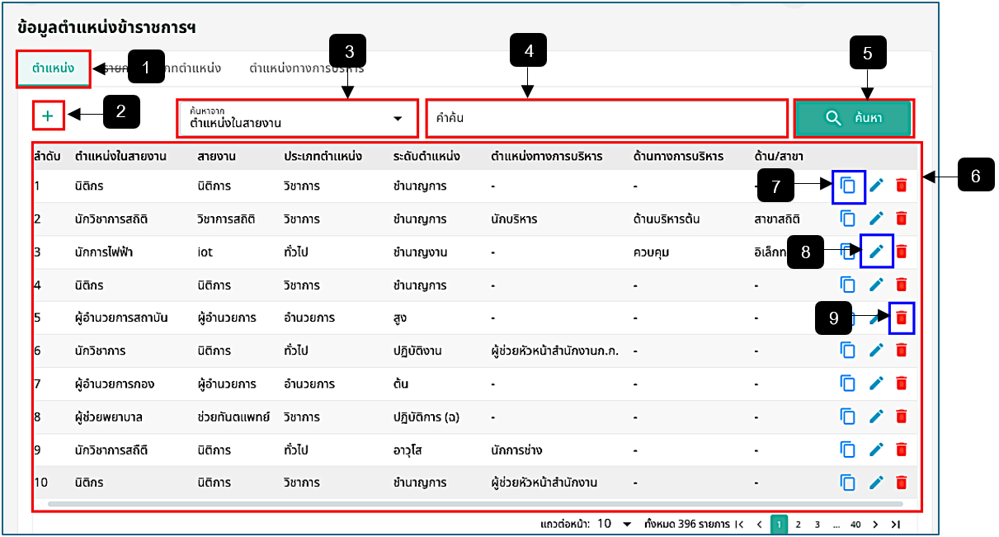 ข้อมูลตำแหน่งข้าราชการฯ
ตำแหน่ง 1 ตำแหน่งทางการบริหาร 3 4 5
2 ค้นหาจาก
ตำแหน่งในสายงาน คำค้น ค้นหา
ลำดับ ตำแหน่งในสายงาน สายงาน ประเภทตำแหน่ง ระดับตำแหน่ง ตำแหน่งทางการบริหาร ด้านทางการบริหาร ด้าน/สาขา
1 นิติกร นิติการ วิชาการ ชำนาญการ - - - 7 6
2 นักวิชาการสถิติ วิชาการสถิติ วิชาการ ชำนาญการ นักบริหาร ด้านบริหารต้น สาขาสถิติ
3 นักการไฟฟ้า iot ทั่วไป ชำนาญงาน - ควบคุม 8
4 นิติกร นิติการ วิชาการ ชำนาญการ - - -
5 ผู้อำนวยการสถาบัน ผู้อำนวยการ อำนวยการ สูง - - - 9
6 นักวิชาการ นิติการ ทั่วไป ปฏิบัติงาน ผู้ช่วยหัวหน้าสำนักงานก.ก. - -
7 ผู้อำนวยการกอง ผู้อำนวยการ อำนวยการ ต้น - - -
8 ผู้ช่วยพยาบาล ช่วยทันตแพทย์ วิชาการ ปฏิบัติการ (ฉ) - - -
9 นักวิชาการสถืตื นิติการ ทั่วไป อาวุโส นักการช่าง - -
10 นิติกร นิติการ วิชาการ ชำนาญการ ผู้ช่วยหัวหน้าสำนักงาน - -
แถวต่อหน้า: 10 ทั้งหมด 396 รายการ 1 2 3 ... 40